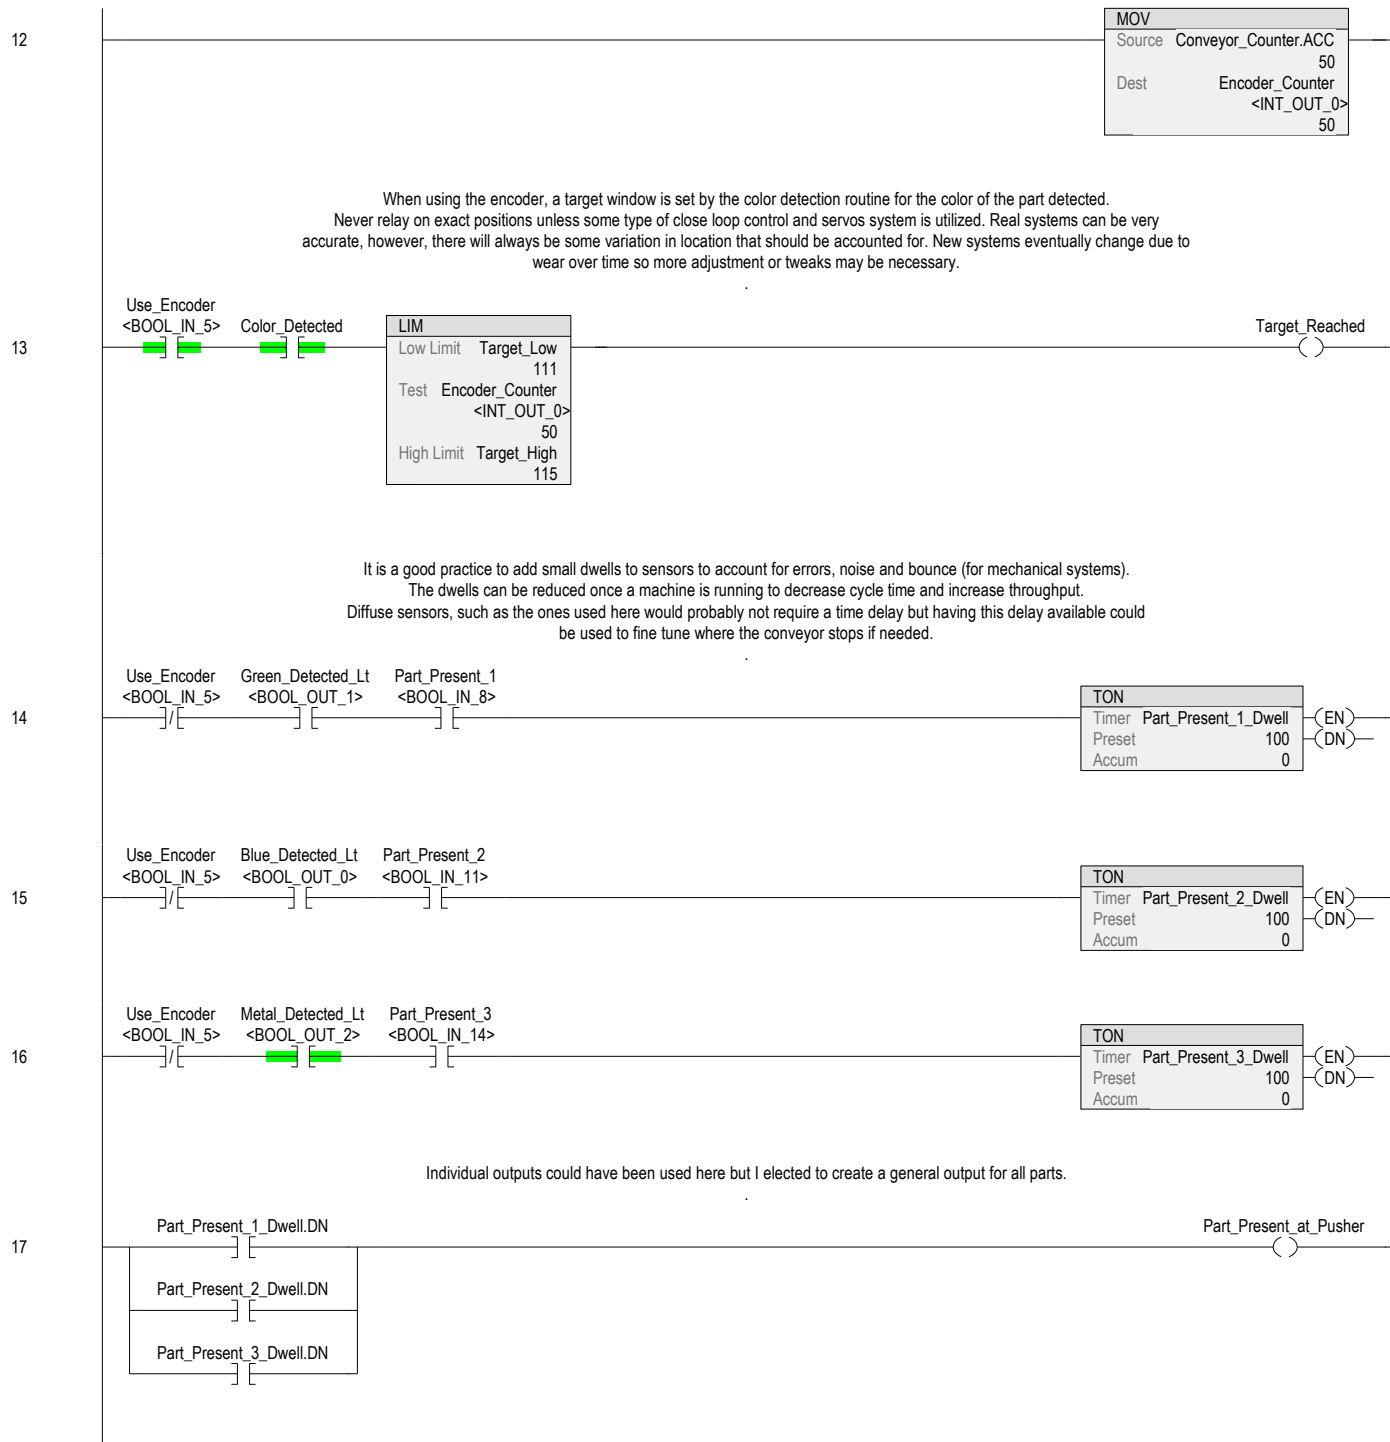 12
MOV
Source Conveyor_Counter.ACC
50
Dest Encoder_Counter
<INT_OUT_0>
50
When using the encoder, a target window is set by the color detection routine for the color of the part detected.
Never relay on exact positions unless some type of close loop control and servos system is utilized. Real systems can be very
accurate, however, there will always be some variation in location that should be accounted for. New systems eventually change due to
wear over time so more adjustment or tweaks may be necessary.
.
13
Use_Encoder
<BOOL_IN_5> Color_Detected
LIM
Low Limit Target_Low
111
Test Encoder_Counter
<INT_OUT_0>
50
High Limit Target_High
115
Target_Reached
It is a good practice to add small dwells to sensors to account for errors, noise and bounce (for mechanical systems).
The dwells can be reduced once a machine is running to decrease cycle time and increase throughput.
Diffuse sensors, such as the ones used here would probably not require a time delay but having this delay available could
be used to fine tune where the conveyor stops if needed.
.
14
Use_Encoder Green_Detected_Lt Part_Present_1
<BOOL_IN_5> <BOOL_OUT_1> <BOOL_IN_8>
TON
Timer Part_Present_1_Dwell (EN)
Preset 100 (DN)
Accum 0
15
Use_Encoder Blue_Detected_Lt Part_Present_2
<BOOL_IN_5> <BOOL_OUT_0> <BOOL_IN_11>
TON
Timer Part_Present_2_Dwell (EN)
Preset 100 (DN)
Accum 0
16
Use_Encoder Metal_Detected_Lt Part_Present_3
<BOOL_IN_5> <BOOL_OUT_2> <BOOL_IN_14>
TON
Timer Part_Present_3_Dwell (EN)
Preset 100 (DN)
Accum 0
Individual outputs could have been used here but I elected to create a general output for all parts.
.
17
Part_Present_1_Dwell.DN Part_Present_at_Pusher
Part_Present_2_Dwell.DN
Part_Present_3_Dwell.DN